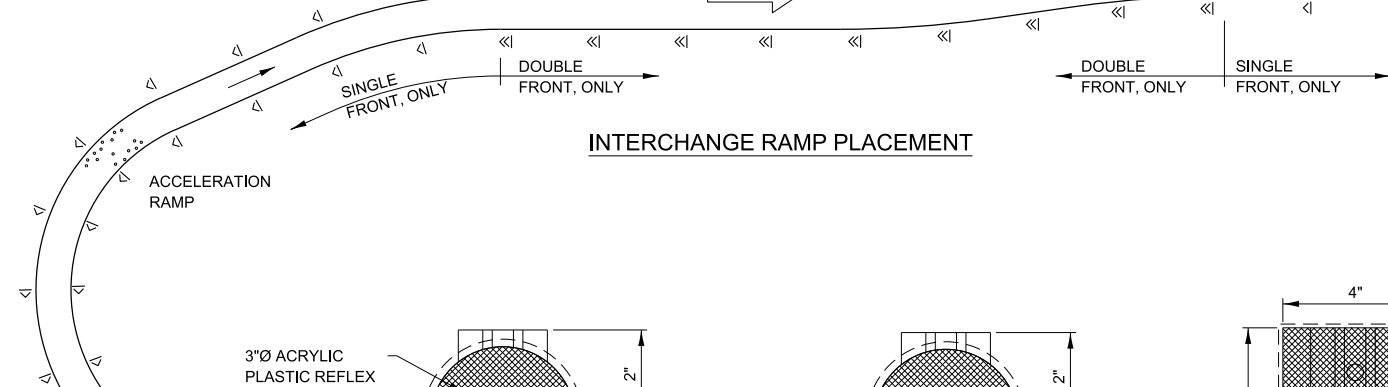 DOUBLE
FRONT, ONLY
SINGLE
FRONT, ONLY
DOUBLE
FRONT, ONLY
SINGLE
FRONT, ONLY
INTERCHANGE RAMP PLACEMENT
ACCELERATION
RAMP
4"
3"Ø ACRYLIC
PLASTIC REFLEX
2"
2"